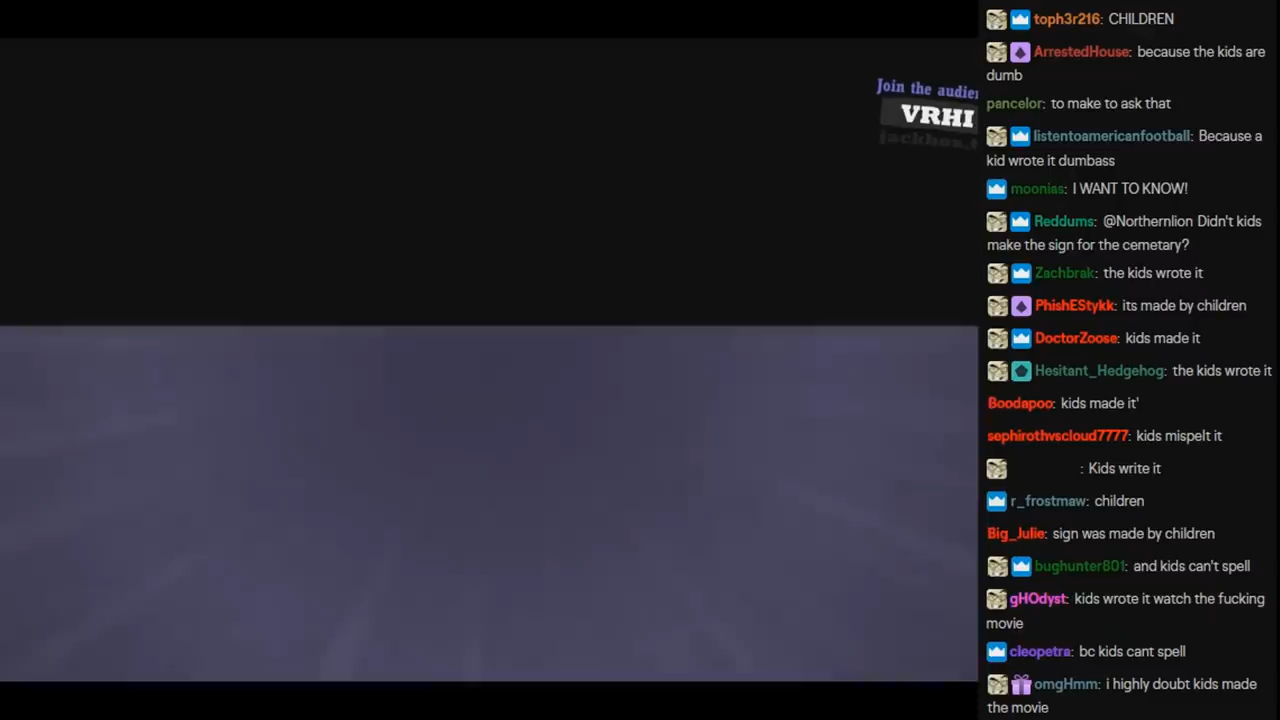 Join the audien
VRHI
jackbox.t
toph3r216: CHILDREN
ArrestedHouse: because the kids are
dumb
pancelor: to make to ask that
listentoamericanfootball: Because a
kid wrote it dumbass
moonias: I WANT TO KNOW!
Reddums: @Northernlion Didn't kids
make the sign for the cemetary?
Zachbrak: the kids wrote it
PhishEStykk: its made by children
DoctorZoose: kids made it
Hesitant_Hedgehog: the kids wrote it
Boodapoo: kids made it'
sephirothvscloud7777: kids mispelt it
: Kids write it
r_frostmaw: children
Big_Julie: sign was made by children
bughunter801: and kids can't spell
gHOdyst: kids wrote it watch the fucking
movie
cleopetra: bc kids cant spell
omgHmm: i highly doubt kids made
the movie